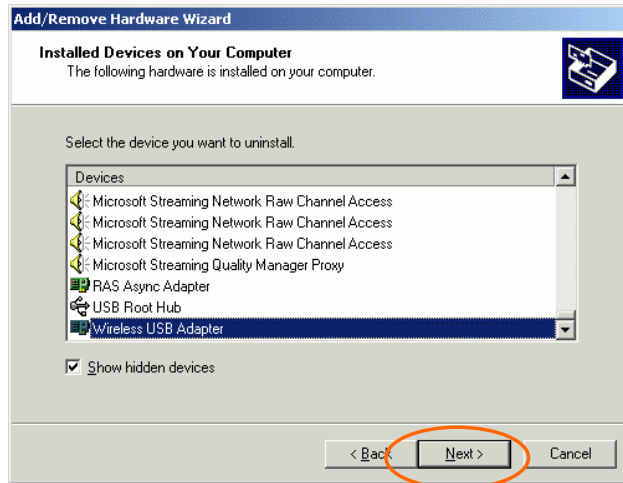 Add/Remove Hardware Wizard
Installed Devices on Your Computer
The following hardware is installed on your computer.
Select the device you want to uninstall.
Devices
Microsoft Streaming Network Raw Channel Access
Microsoft Streaming Network Raw Channel Access
Microsoft Streaming Network Raw Channel Access
Microsoft Streaming Quality Manager Proxy
RAS Async Adapter
USB Root Hub
Wireless USB Adapter
Show hidden devices
< Back Next > Cancel